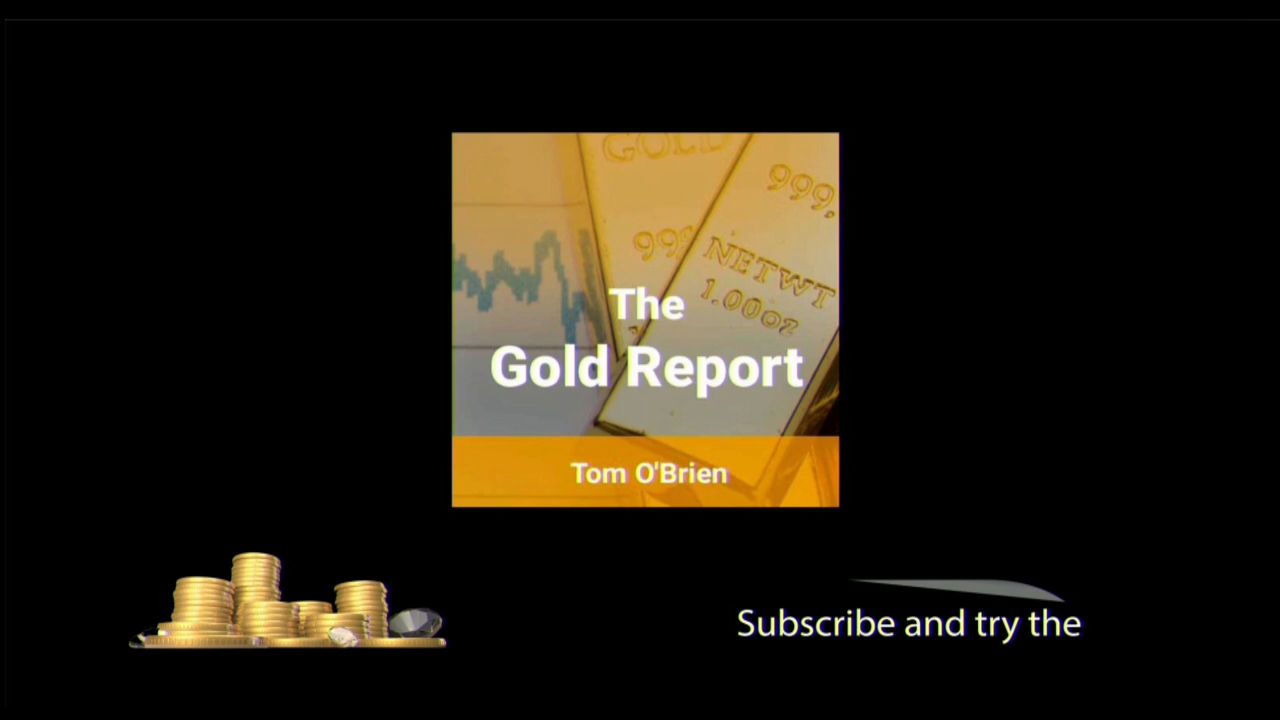 GOLD
999.
999
NETWT
1.00oz
The
Gold Report
Tom O'Brien
Subscribe and try the